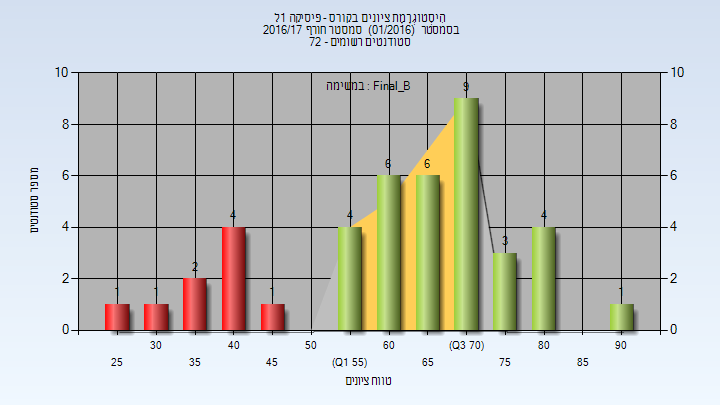 היסטוגרמת ציונים בקורס - פיסיקה 1ל
בסמסטר (01/2016) סמסטר חורף 2016/17
סטודנטים רשומים - 72
במשימה : Final_B
מספר סטודנטים
10 10
8 8
6 6
4 4
2 2
0 0
1 1 2 4 1 4 6 6 9 3 4 1
30 40 50 60 (Q3 70) 80 90
25 35 45 (Q1 55) 65 75 85
טווח ציונים